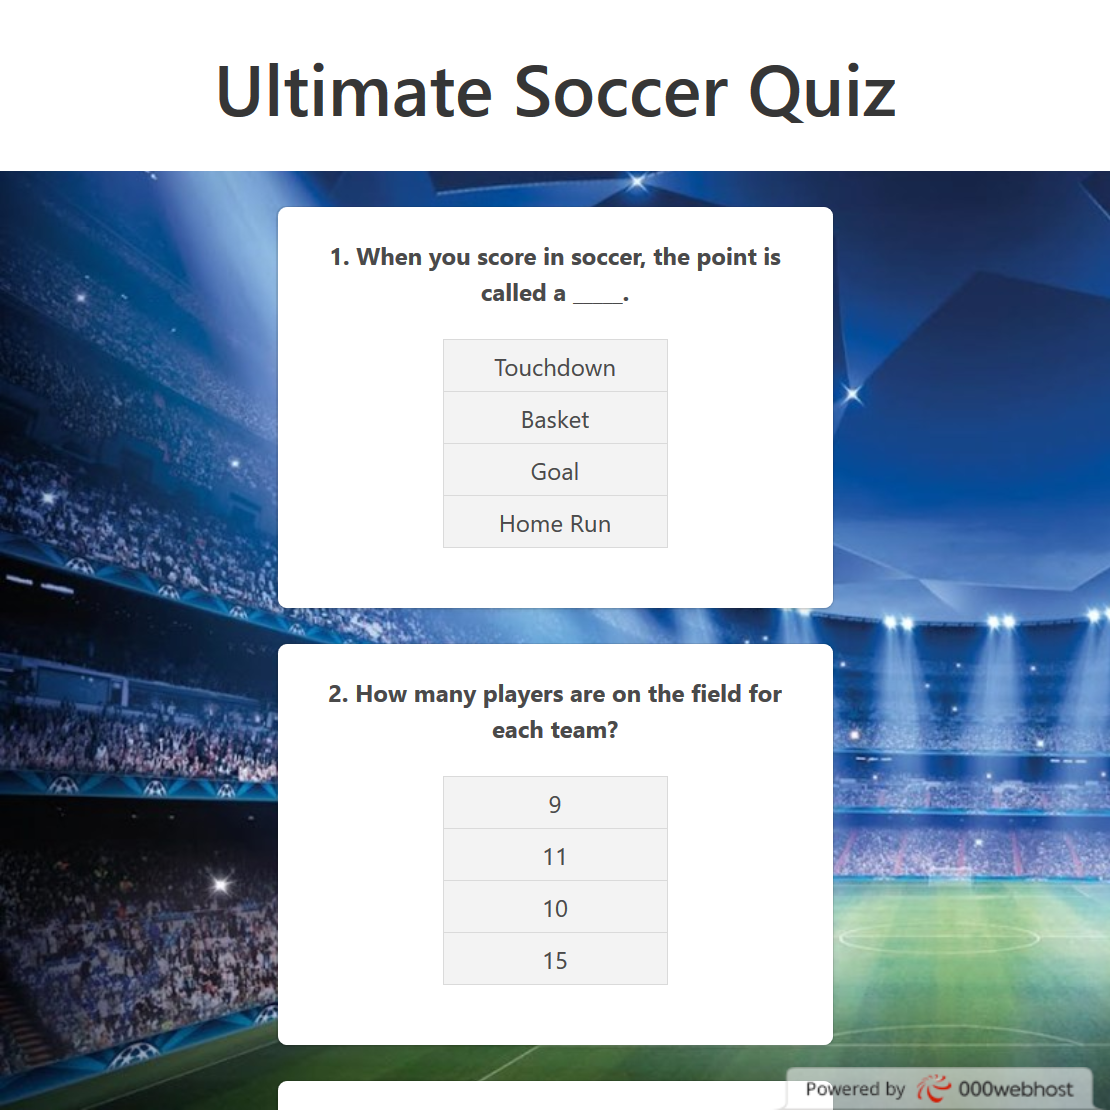 Ultimate Soccer Quiz
1. When you score in soccer, the point is
called a _____.
Touchdown
Basket
Goal
Home Run
2. How many players are on the field for
each team?
9
11
10
15
Powered by 000webhost